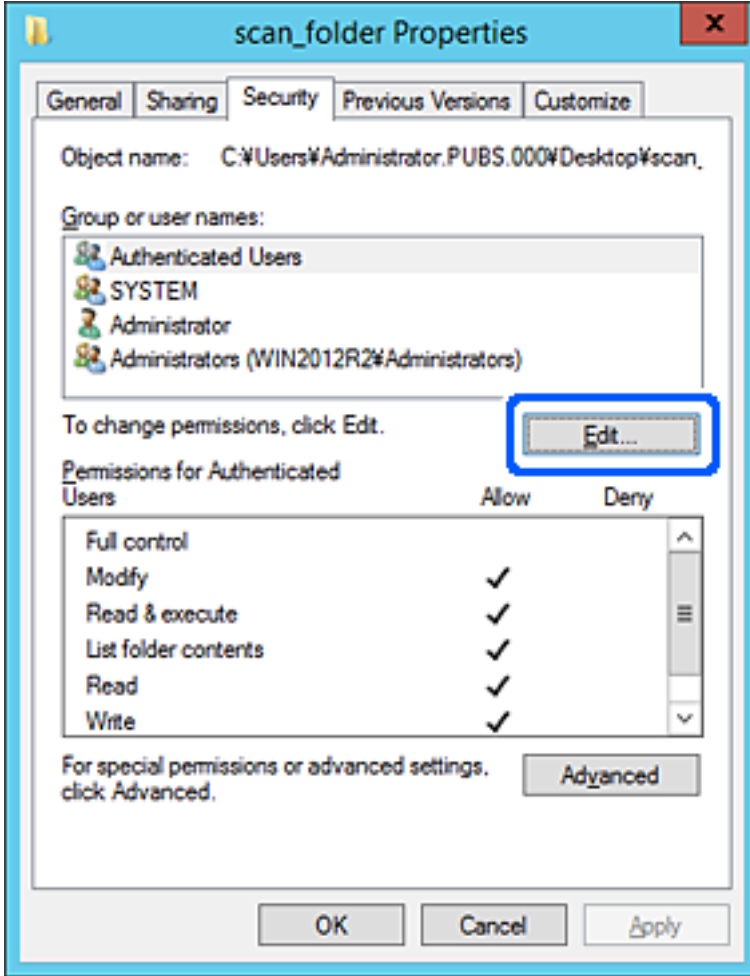 scan_folder Properties
x
General Sharing Security Previous Versions Customize
Object name: C:¥Users¥Administrator.PUBS.000¥Desktop¥scan_
Group or user names:
Authenticated Users
SYSTEM
Administrator
Administrators (WIN2012R2¥Administrators)
To change permissions, click Edit.
Edit...
Permissions for Authenticated
Users Allow Deny
Full control
Modify
Read & execute
List folder contents
Read
Write
For special permissions or advanced settings,
click Advanced.
Advanced
OK Cancel Apply